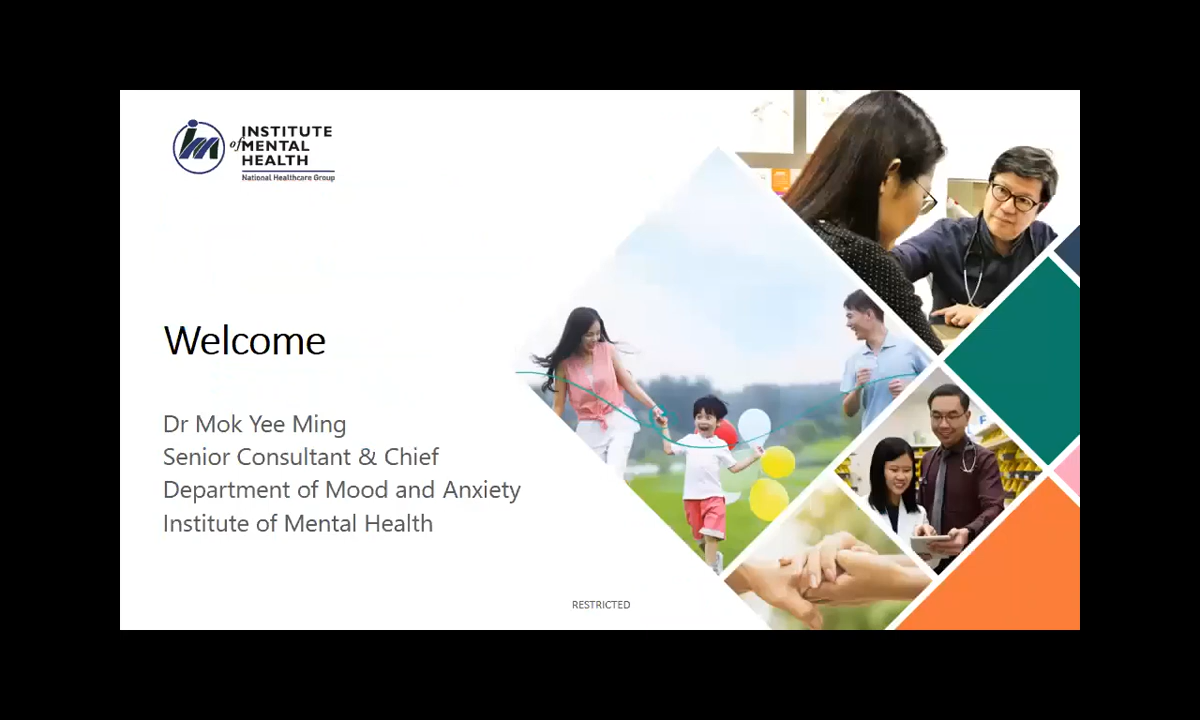 INSTITUTE
of MENTAL
HEALTH
National Healthcare Group
Welcome
Dr Mok Yee Ming
Senior Consultant & Chief
Department of Mood and Anxiety
Institute of Mental Health
RESTRICTED